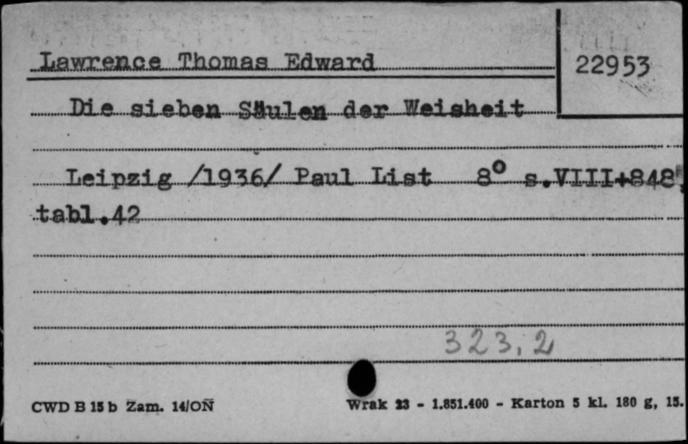 Lawrence Thomas Edward
22953
Die sieben Säulen der Weisheit
Leipzig /1936/ Paul List 8° s.VIII+848,
tabl.42
323,2
CWD B 15 b Zam. 14/ON Wrak 23 - 1.851.400 - Karton 5 kl. 180 g, 15.